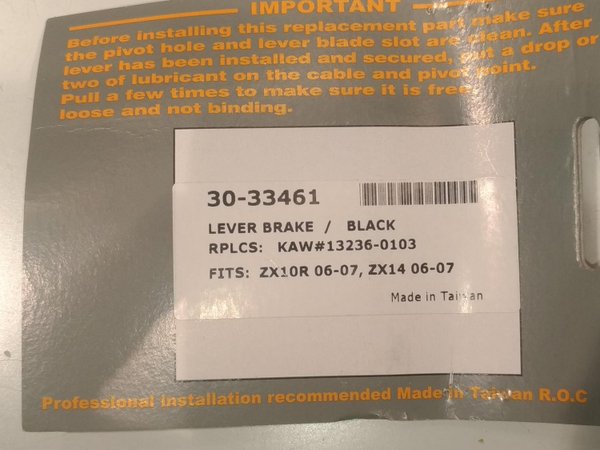 IMPORTANT
Before installing this replacement part make sure
the pivot hole and lever blade slot are clean. After
lever has been installed and secured, put a drop or
two of lubricant on the cable and pivot point.
Pull a few times to make sure it is free
loose and not binding.
30-33461
LEVER BRAKE / BLACK
RPLCS: KAW#13236-0103
FITS: ZX10R 06-07, ZX14 06-07
Made in Taiwan
Professional installation recommended Made in Taiwan R.O.C